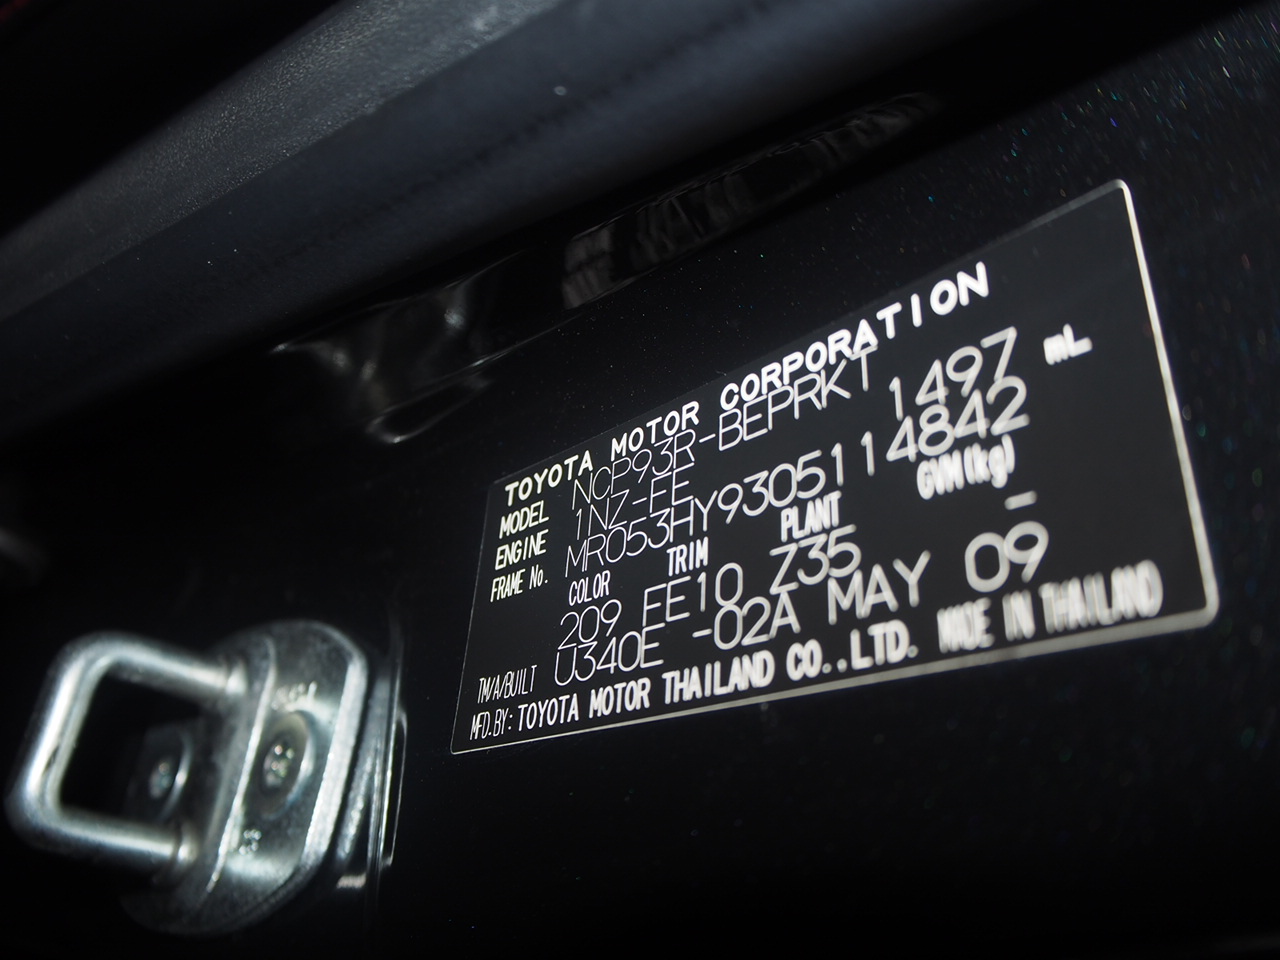 TOYOTA MOTOR CORPORATION
MODEL NCP93R-BEPRKT
ENGINE 1NZ-FE 1497 mL
FRAME No. MR053HY9305114842
COLOR TRIM PLANT GVM(kg)
209 FE10 Z35 -
TM/A/BUILT U340E -02A MAY 09
MFD.BY: TOYOTA MOTOR THAILAND CO.,LTD. MADE IN THAILAND